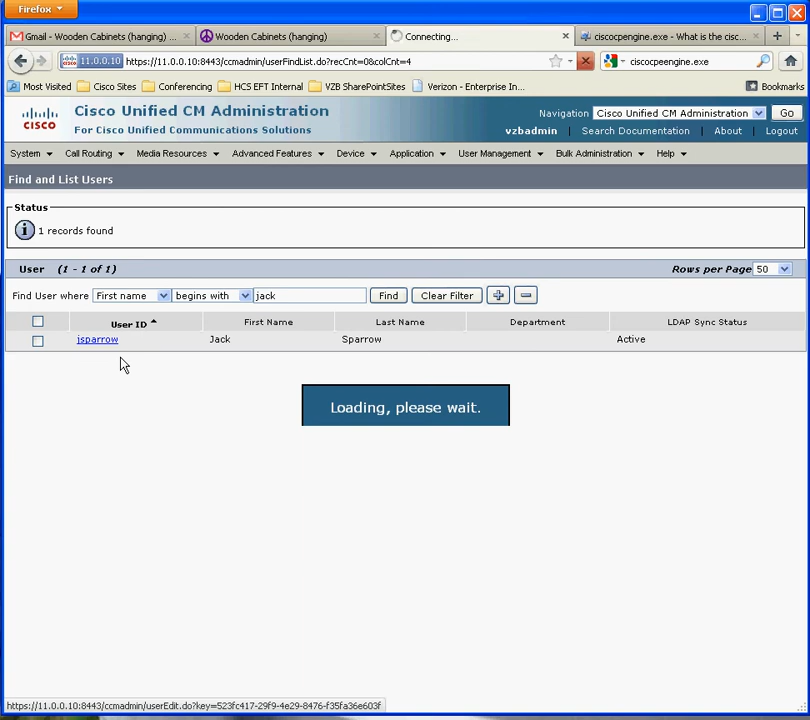 Firefox
Gmail - Wooden Cabinets (hanging) ...
Wooden Cabinets (hanging)
Connecting...
ciscocpengine.exe - What is the cisc...
11.0.0.10
https://11.0.0.10:8443/ccmadmin/userFindList.do?recCnt=0&colCnt=4
ciscocpeengine.exe
Most Visited
Cisco Sites
Conferencing
HCS EFT Internal
VZB SharePointSites
Verizon - Enterprise In...
Bookmarks
CISCO
Cisco Unified CM Administration
For Cisco Unified Communications Solutions
Navigation
Cisco Unified CM Administration
Go
vzbadmin | Search Documentation | About | Logout
System Call Routing Media Resources Advanced Features Device Application User Management Bulk Administration Help
Find and List Users
Status
1 records found
User (1 - 1 of 1)
Rows per Page 50
Find User where First name begins with jack Find Clear Filter
User ID First Name Last Name Department LDAP Sync Status
jsparrow Jack Sparrow Active
Loading, please wait.
https://11.0.0.10:8443/ccmadmin/userEdit.do?key=523fc417-29f9-4e29-8476-f35fa36e603f